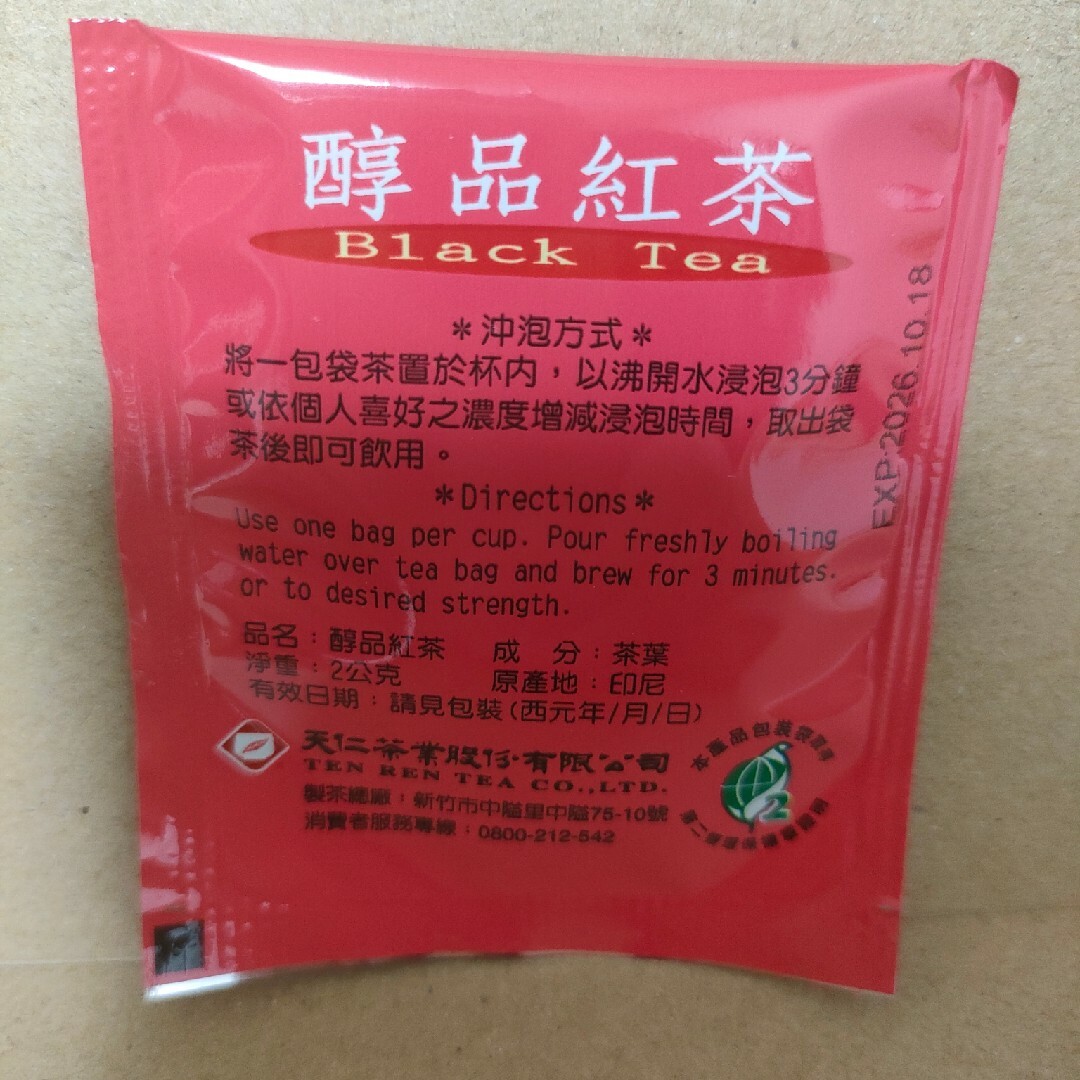 醇品紅茶
Black Tea
＊沖泡方式＊
將一包袋茶置於杯內，以沸開水浸泡3分鐘
或依個人喜好之濃度增減浸泡時間，取出袋
茶後即可飲用。
＊Directions＊
Use one bag per cup. Pour freshly boiling
water over tea bag and brew for 3 minutes.
or to desired strength.
品名：醇品紅茶 成 分：茶葉
淨重：2公克 原產地：印尼
有效日期：請見包裝(西元年/月/日)
天仁茶業股份有限公司
TEN REN TEA CO.,LTD.
製茶總廠：新竹市中隘里中隘75-10號
消費者服務專線：0800-212-542
本產品包裝袋
EXP:2026.10.18